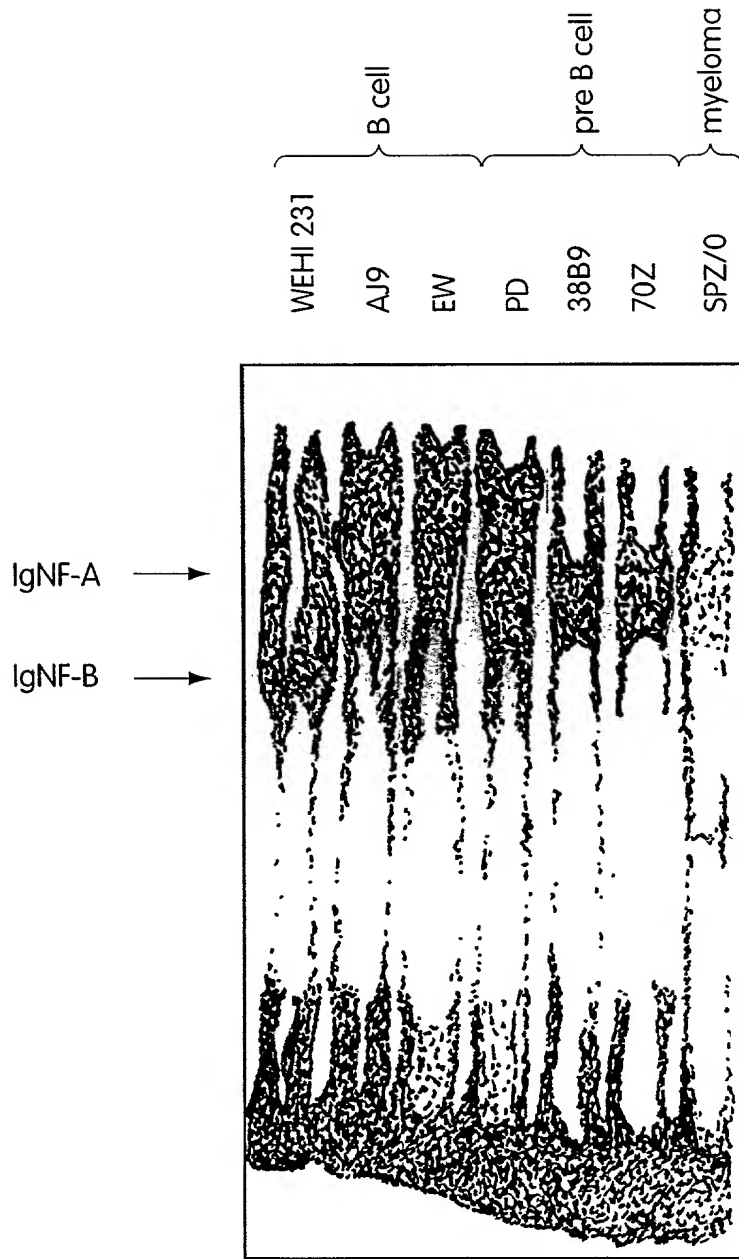 IgNF-A
IgNF-B
WEHI 231
AJ9
EW
PD
38B9
70Z
SPZ/0
B cell
pre B cell
myeloma